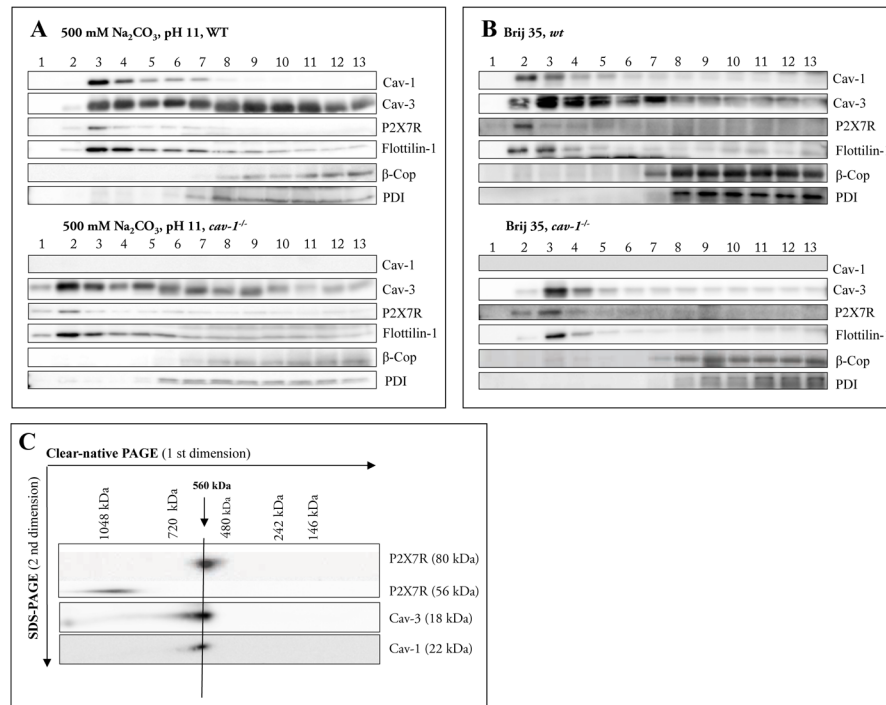 A
500 mM Na₂CO₃, pH 11, WT
1 2 3 4 5 6 7 8 9 10 11 12 13
Cav-1
Cav-3
P2X7R
Flottilin-1
β-Cop
PDI
500 mM Na₂CO₃, pH 11, cav-1⁻/⁻
1 2 3 4 5 6 7 8 9 10 11 12 13
Cav-1
Cav-3
P2X7R
Flottilin-1
β-Cop
PDI
B
Brij 35, wt
1 2 3 4 5 6 7 8 9 10 11 12 13
Cav-1
Cav-3
P2X7R
Flottilin-
β-Cop
PDI
Brij 35, cav-1⁻/⁻
1 2 3 4 5 6 7 8 9 10 11 12 13
Cav-1
Cav-3
P2X7R
Flottilin-
β-Cop
PDI
C
Clear-native PAGE (1 st dimension)
SDS-PAGE (2 nd dimension)
1048 kDa
720 kDa
560 kDa
480 kDa
242 kDa
146 kDa
P2X7R (80 kDa)
P2X7R (56 kDa)
Cav-3 (18 kDa)
Cav-1 (22 kDa)